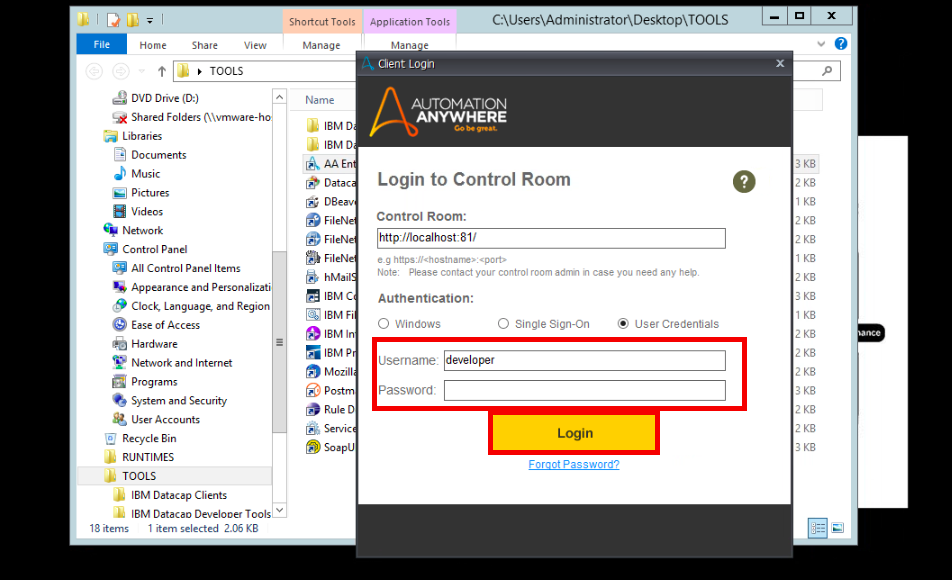 Shortcut Tools
Application Tools
C:\Users\Administrator\Desktop\TOOLS
File
Home
Share
View
Manage
Manage
TOOLS
DVD Drive (D:)
Shared Folders (\\vmware-ho
Libraries
Documents
Music
Pictures
Videos
Network
Control Panel
All Control Panel Items
Appearance and Personalizati
Clock, Language, and Region
Ease of Access
Hardware
Network and Internet
Programs
System and Security
User Accounts
Recycle Bin
RUNTIMES
TOOLS
IBM Datacap Clients
IBM Datacap Developer Tools
Name
IBM Da
IBM Da
AA Ent
Dataca
DBeav
FileNet
FileNet
FileNet
hMailS
IBM Co
IBM Fil
IBM Int
IBM Pr
Mozilla
Postm
Rule D
Service
SoapU
3 KB
2 KB
1 KB
2 KB
2 KB
1 KB
2 KB
3 KB
1 KB
1 KB
2 KB
2 KB
3 KB
2 KB
2 KB
3 KB
18 items
1 item selected 2.06 KB
Client Login
X
AUTOMATION
ANYWHERE
Go be great.
Login to Control Room
?
Control Room:
http://localhost:81/
e.g https://<hostname>:<port>
Note: Please contact your control room admin in case you need any help.
Authentication:
Windows
Single Sign-On
User Credentials
Username: developer
Password:
Login
Forgot Password?
nance